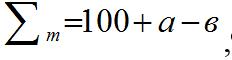 ∑ m =100+a−в ,